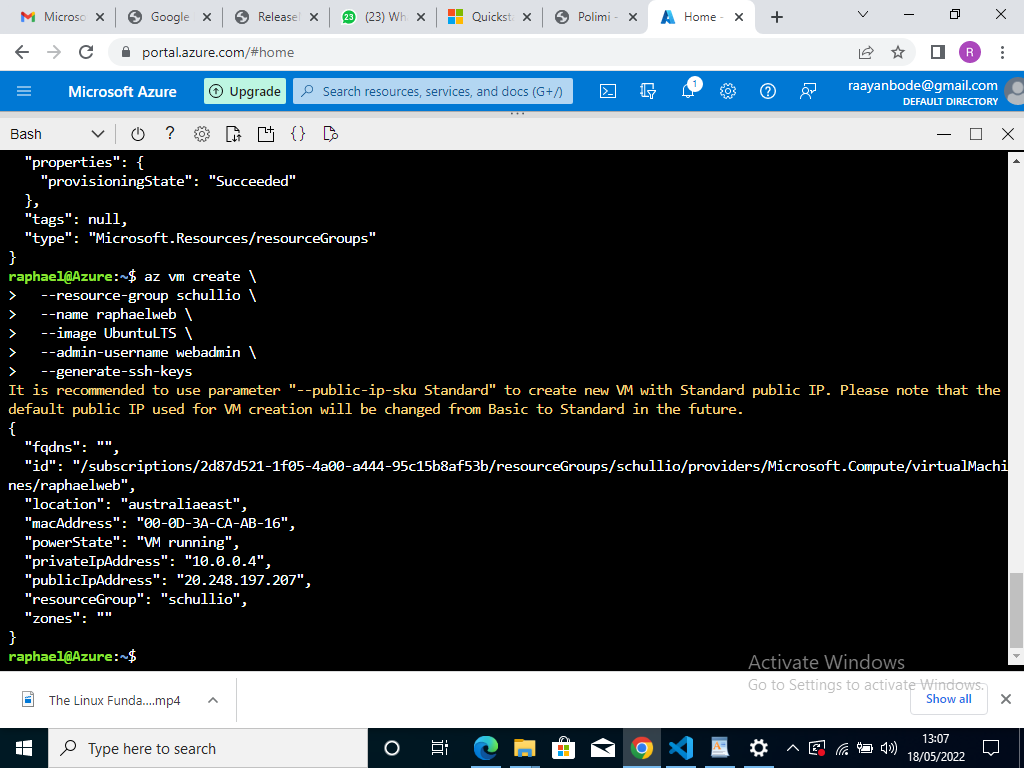 Microso
Google
Release
(23) Wh
Quicksta
Polimi -
Home -
portal.azure.com/#home
R
Microsoft Azure
Upgrade
Search resources, services, and docs (G+/)
1
raayanbode@gmail.com
DEFAULT DIRECTORY
Bash
"properties": {
"provisioningState": "Succeeded"
},
"tags": null,
"type": "Microsoft.Resources/resourceGroups"
}
raphael@Azure:~$ az vm create \
> --resource-group schullio \
> --name raphaelweb \
> --image UbuntuLTS \
> --admin-username webadmin \
> --generate-ssh-keys
It is recommended to use parameter "--public-ip-sku Standard" to create new VM with Standard public IP. Please note that the
default public IP used for VM creation will be changed from Basic to Standard in the future.
{
"fqdns": "",
"id": "/subscriptions/2d87d521-1f05-4a00-a444-95c15b8af53b/resourceGroups/schullio/providers/Microsoft.Compute/virtualMachi
nes/raphaelweb",
"location": "australiaeast",
"macAddress": "00-0D-3A-CA-AB-16",
"powerState": "VM running",
"privateIpAddress": "10.0.0.4",
"publicIpAddress": "20.248.197.207",
"resourceGroup": "schullio",
"zones": ""
}
raphael@Azure:~$
Activate Windows
Go to Settings to activate Windows.
The Linux Funda....mp4
Show all
Type here to search
13:07
18/05/2022